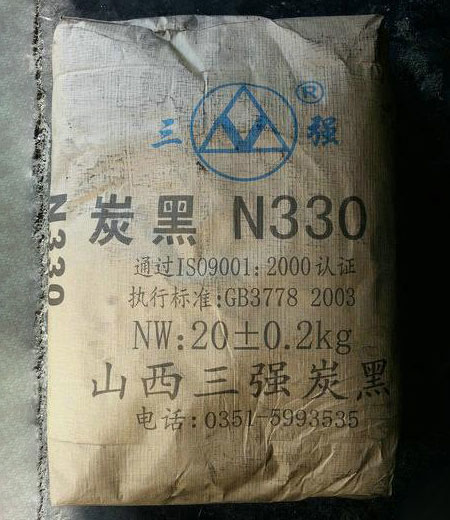 三 强 ®
炭黑 N330
N330
通过ISO9001:2000认证
执行标准:GB3778 2003
NW:20±0.2kg
山西三强炭黑
电话:0351-5993535